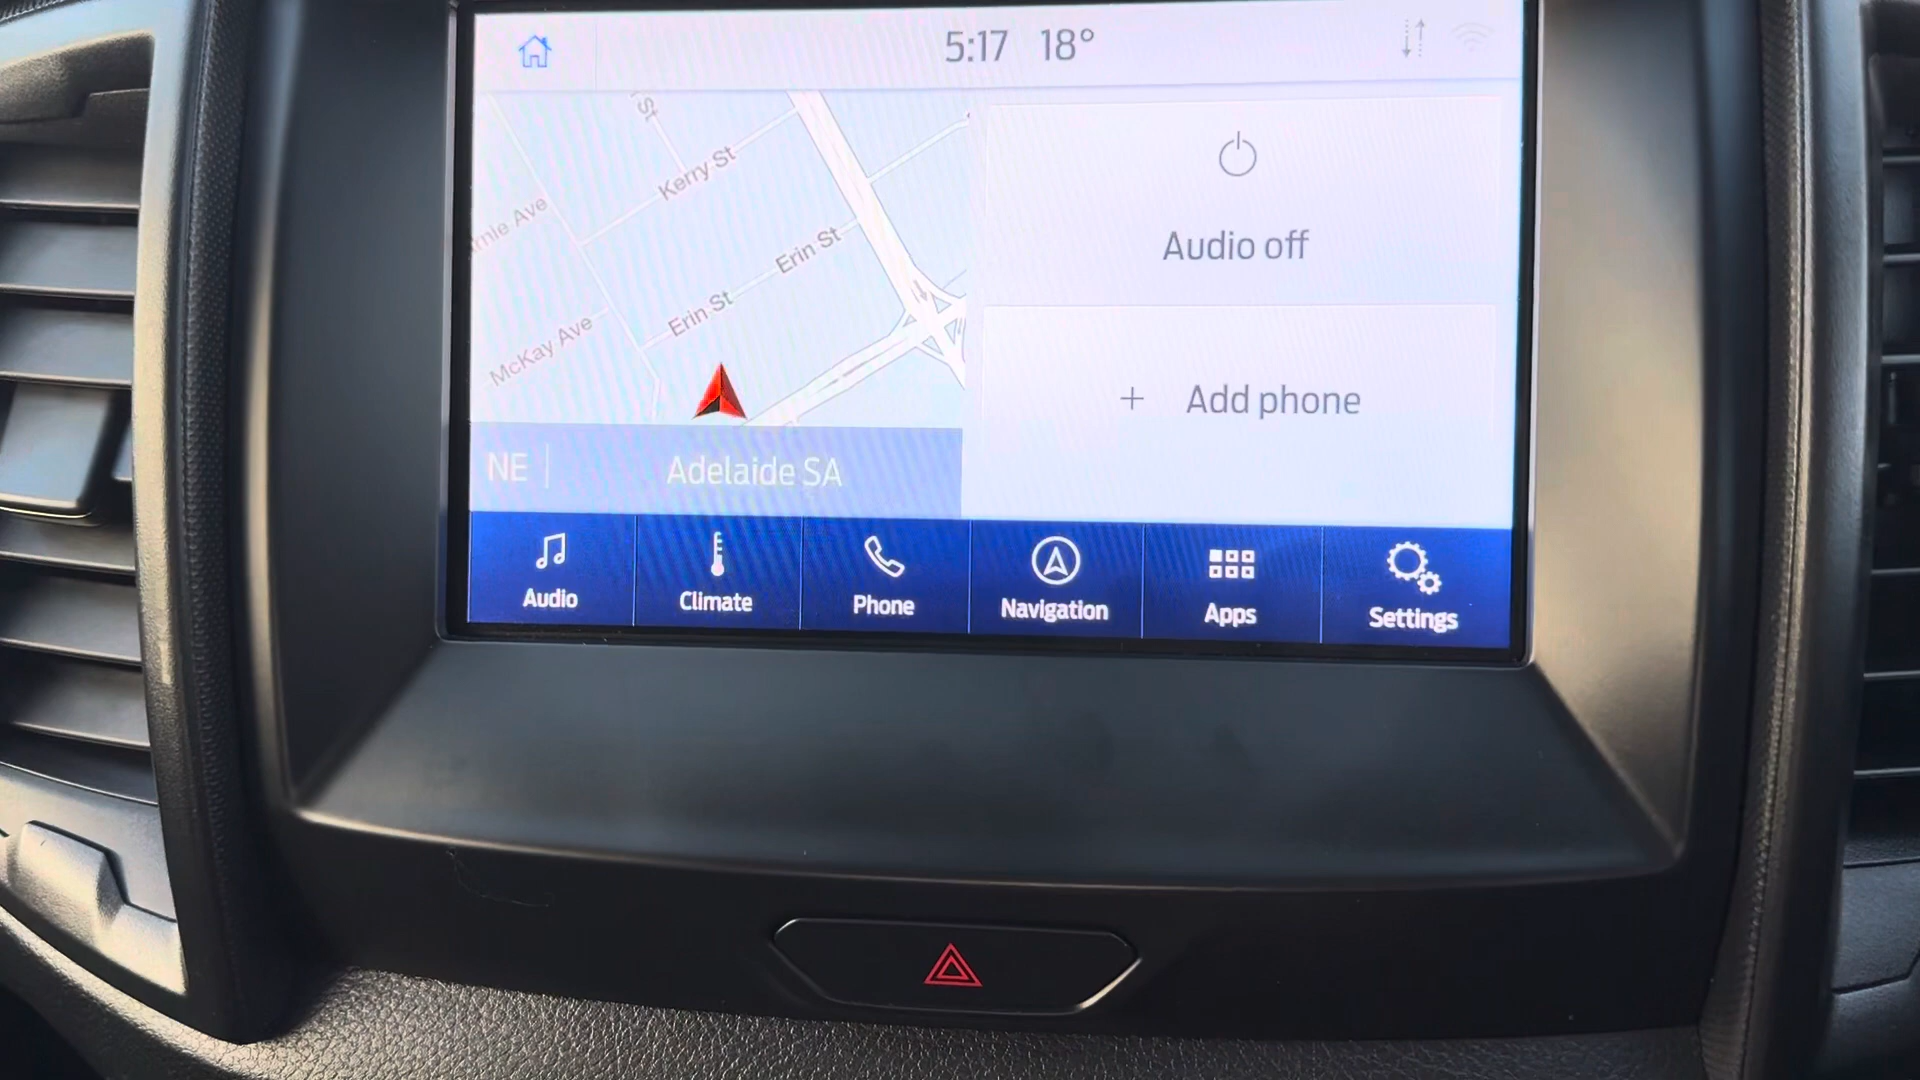 5:17 18°
St
Kerry St
Erin St
Erin St
McKay Ave
Ave
Audio off
+ Add phone
NE
Adelaide SA
Audio
Climate
Phone
Navigation
Apps
Settings